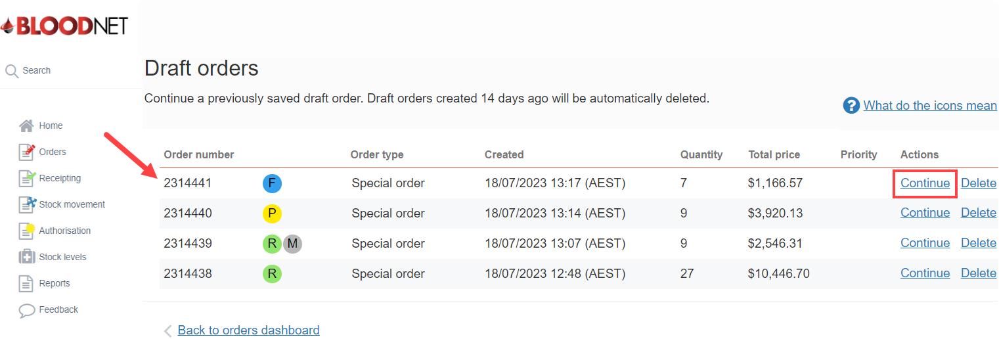 BLOODNET
Search
Home
Orders
Receipting
Stock movement
Authorisation
Stock levels
Reports
Feedback
Draft orders
Continue a previously saved draft order. Draft orders created 14 days ago will be automatically deleted.
? What do the icons mean
Order number Order type Created Quantity Total price Priority Actions
2314441 F Special order 18/07/2023 13:17 (AEST) 7 $1,166.57 Continue Delete
2314440 P Special order 18/07/2023 13:14 (AEST) 9 $3,920.13 Continue Delete
2314439 R M Special order 18/07/2023 13:07 (AEST) 9 $2,546.31 Continue Delete
2314438 R Special order 18/07/2023 12:48 (AEST) 27 $10,446.70 Continue Delete
Back to orders dashboard